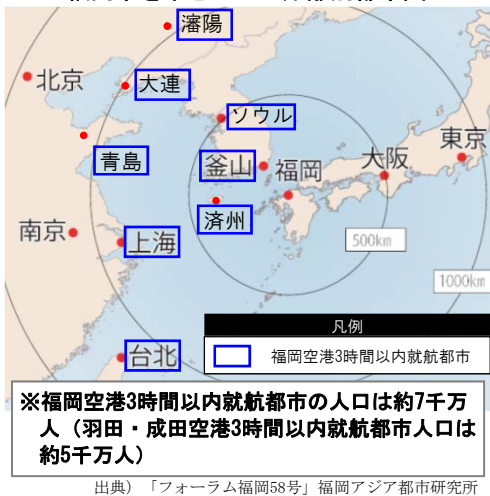 瀋陽
北京
大連
ソウル
青島
釜山
福岡
大阪
東京
済州
南京
上海
500km
1000km
凡例
福岡空港3時間以内就航都市
台北
※福岡空港3時間以内就航都市の人口は約7千万
人（羽田・成田空港3時間以内就航都市人口は
約5千万人）
出典）「フォーラム福岡58号」福岡アジア都市研究所